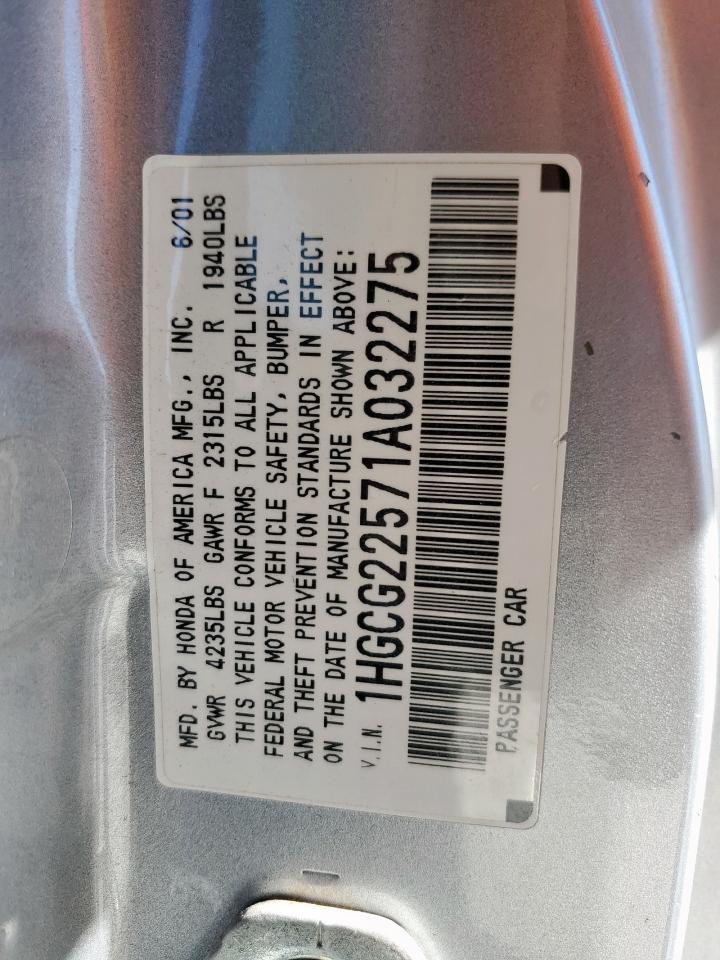 MFD. BY HONDA OF AMERICA MFG., INC. 6/01
GVWR 4235LBS GAWR F 2315LBS R 1940LBS
THIS VEHICLE CONFORMS TO ALL APPLICABLE
FEDERAL MOTOR VEHICLE SAFETY, BUMPER,
AND THEFT PREVENTION STANDARDS IN EFFECT
ON THE DATE OF MANUFACTURE SHOWN ABOVE:
V.I.N. 1HGCG22571A032275
PASSENGER CAR